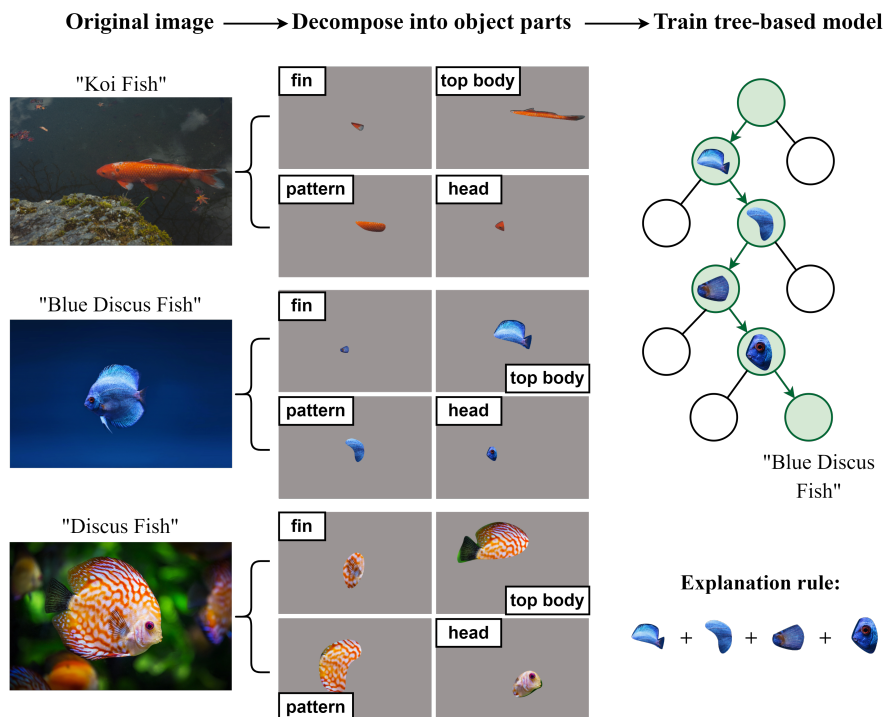 Original image
Decompose into object parts
Train tree-based model
"Koi Fish"
fin
top body
pattern
head
"Blue Discus Fish"
fin
top body
pattern
head
"Discus Fish"
fin
top body
pattern
head
"Blue Discus
Fish"
Explanation rule:
+ + +